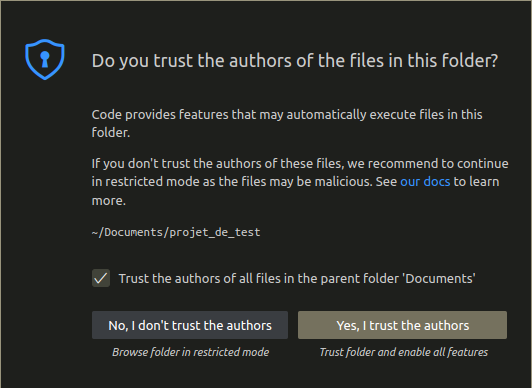 Do you trust the authors of the files in this folder?
Code provides features that may automatically execute files in this
folder.
If you don't trust the authors of these files, we recommend to continue
in restricted mode as the files may be malicious. See our docs to learn
more.
~/Documents/projet_de_test
Trust the authors of all files in the parent folder 'Documents'
No, I don't trust the authors
Yes, I trust the authors
Browse folder in restricted mode
Trust folder and enable all features